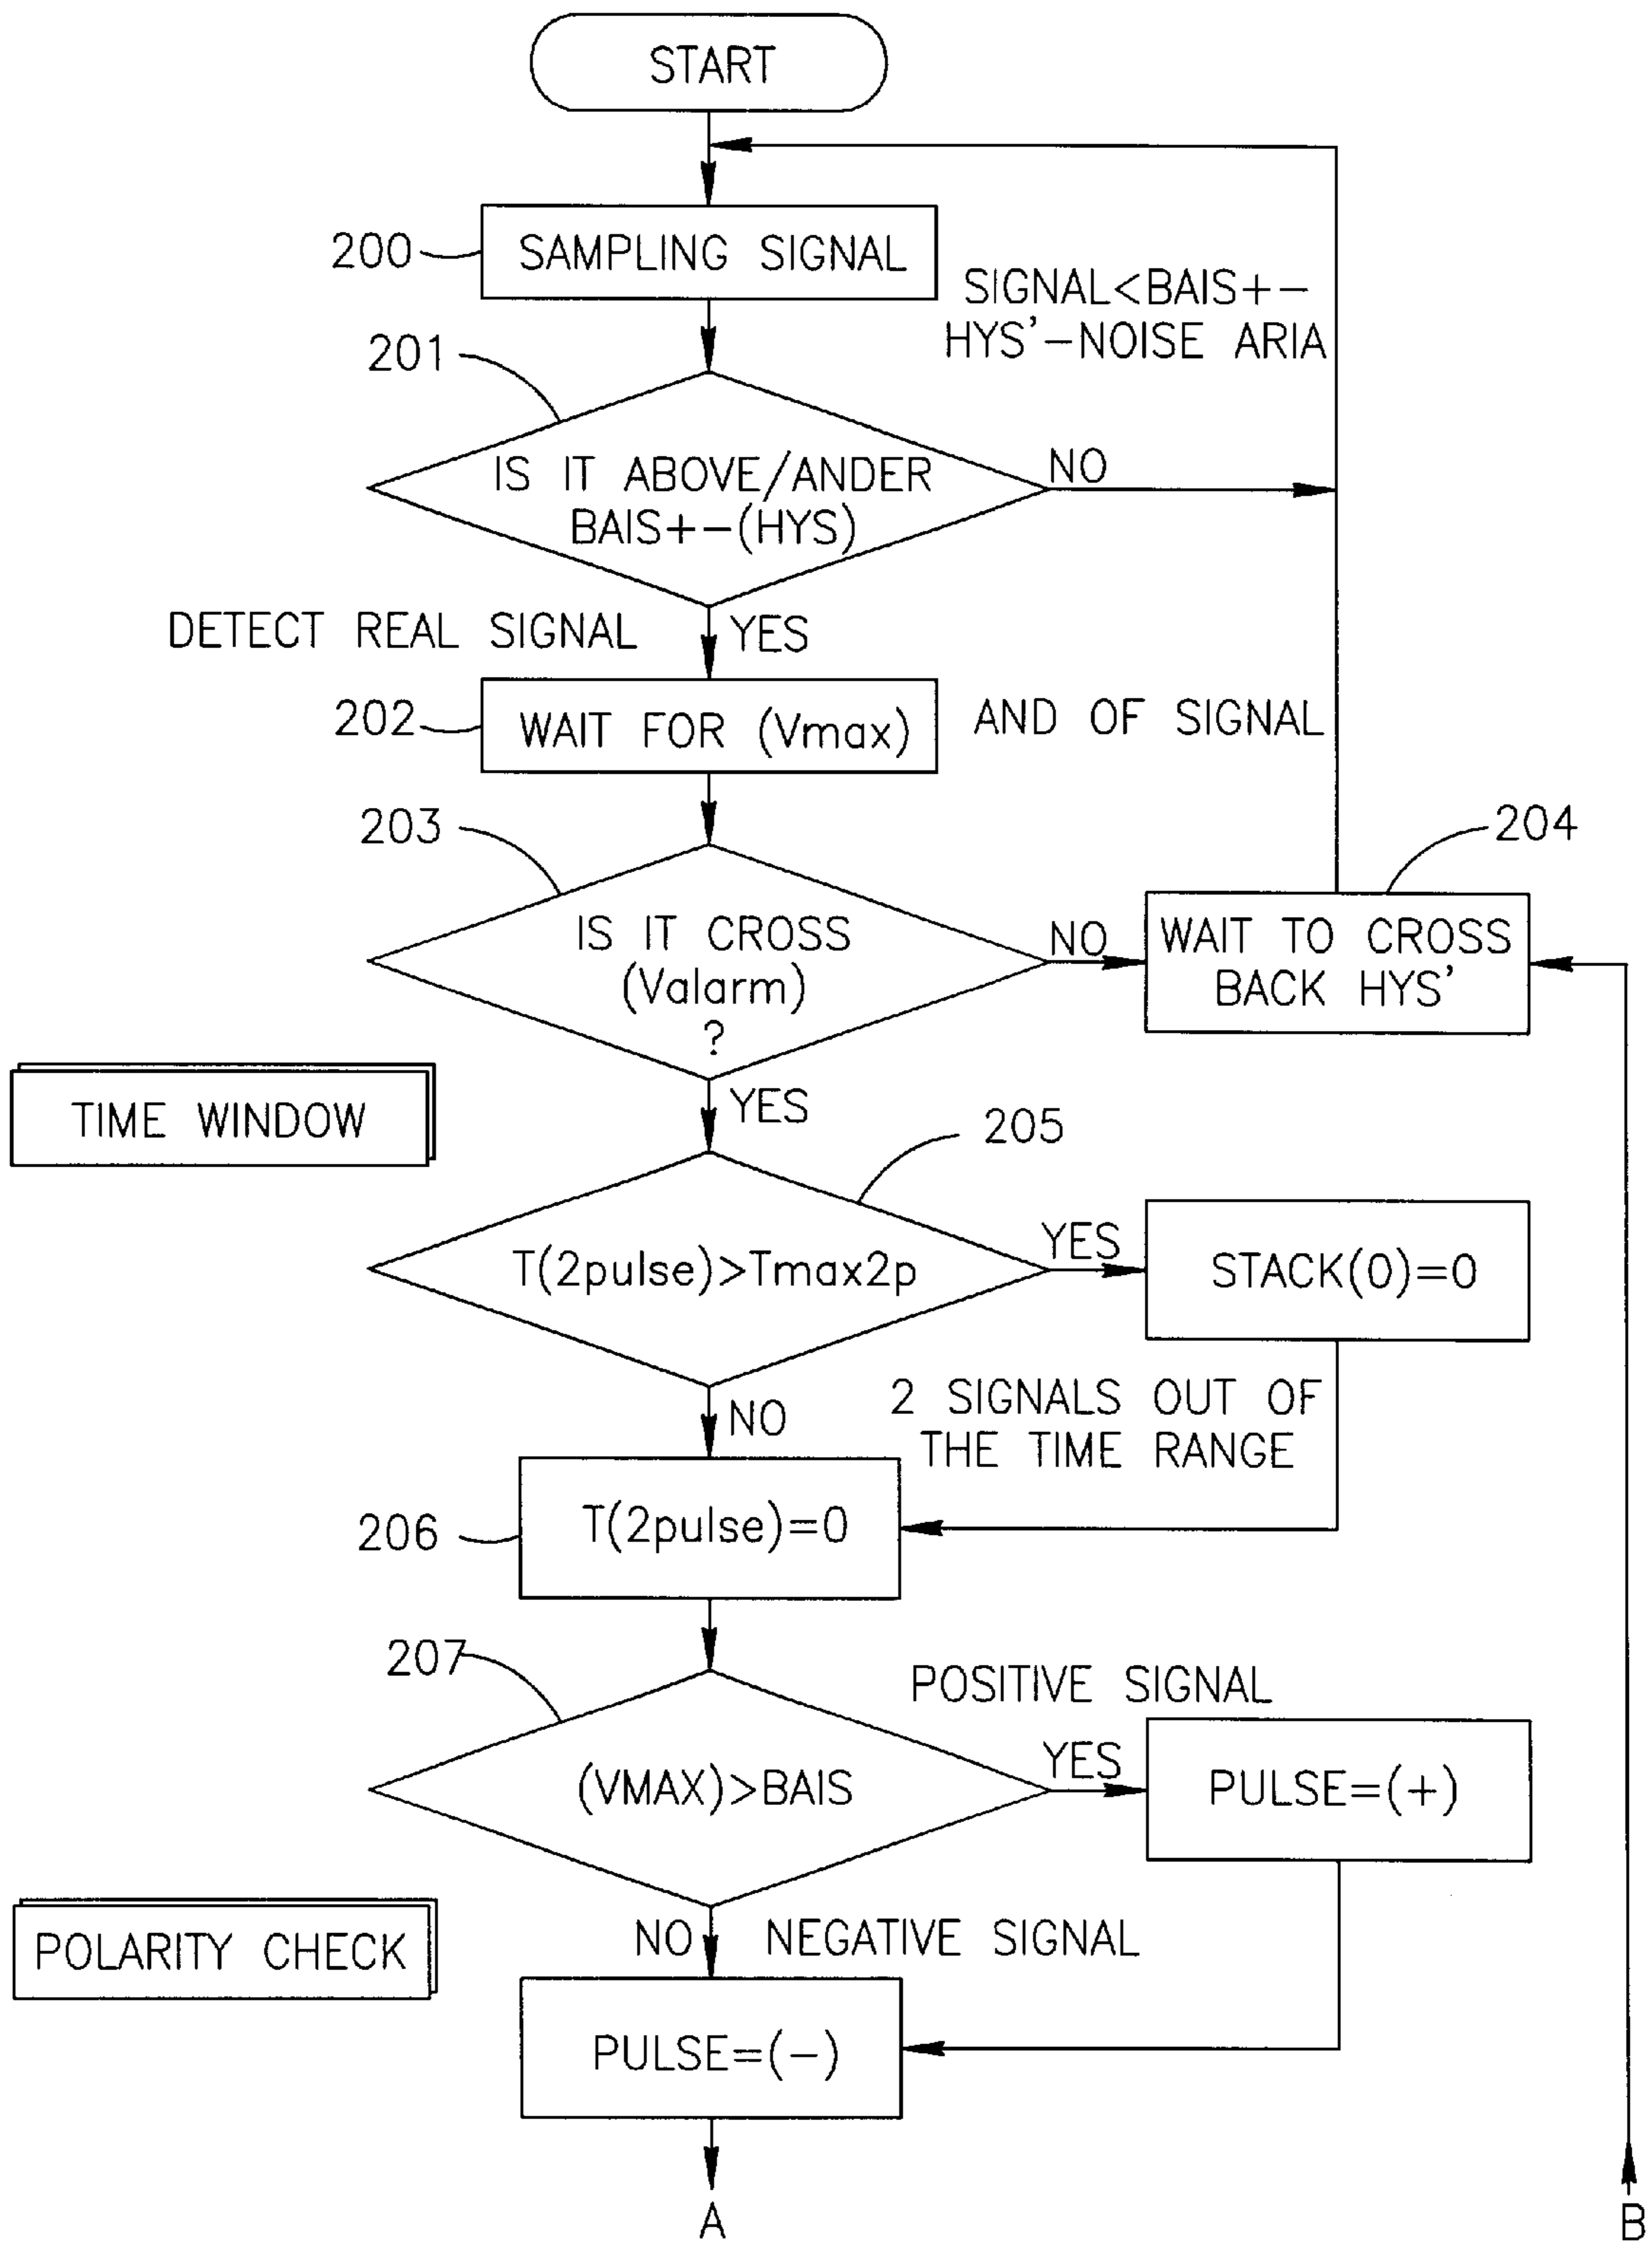 START
200
SAMPLING SIGNAL
SIGNAL<BAIS+-
HYS'-NOISE ARIA
201
IS IT ABOVE/ANDER
BAIS+-(HYS)
NO
DETECT REAL SIGNAL
YES
202
WAIT FOR (Vmax)
AND OF SIGNAL
203
204
IS IT CROSS
(Valarm)
?
NO
WAIT TO CROSS
BACK HYS'
TIME WINDOW
YES
205
T(2pulse)>Tmax2p
YES
STACK(0)=0
NO
2 SIGNALS OUT OF
THE TIME RANGE
206
T(2pulse)=0
207
POSITIVE SIGNAL
(VMAX)>BAIS
YES
PULSE=(+)
POLARITY CHECK
NO
NEGATIVE SIGNAL
PULSE=(-)
A
B